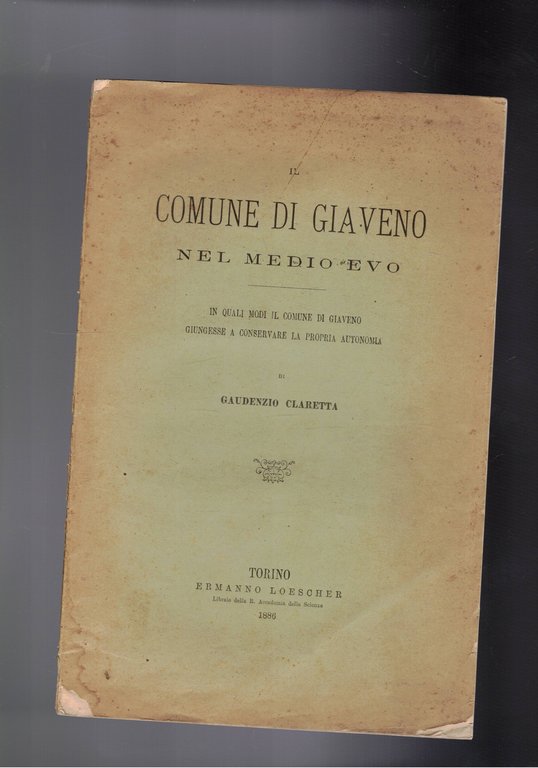 IL
COMUNE DI GIAVENO
NEL MEDIO EVO
IN QUALI MODI IL COMUNE DI GIAVENO
GIUNGESSE A CONSERVARE LA PROPRIA AUTONOMIA
DI
GAUDENZIO CLARETTA
TORINO
ERMANNO LOESCHER
Libraio della R. Accademia delle Scienze
1886